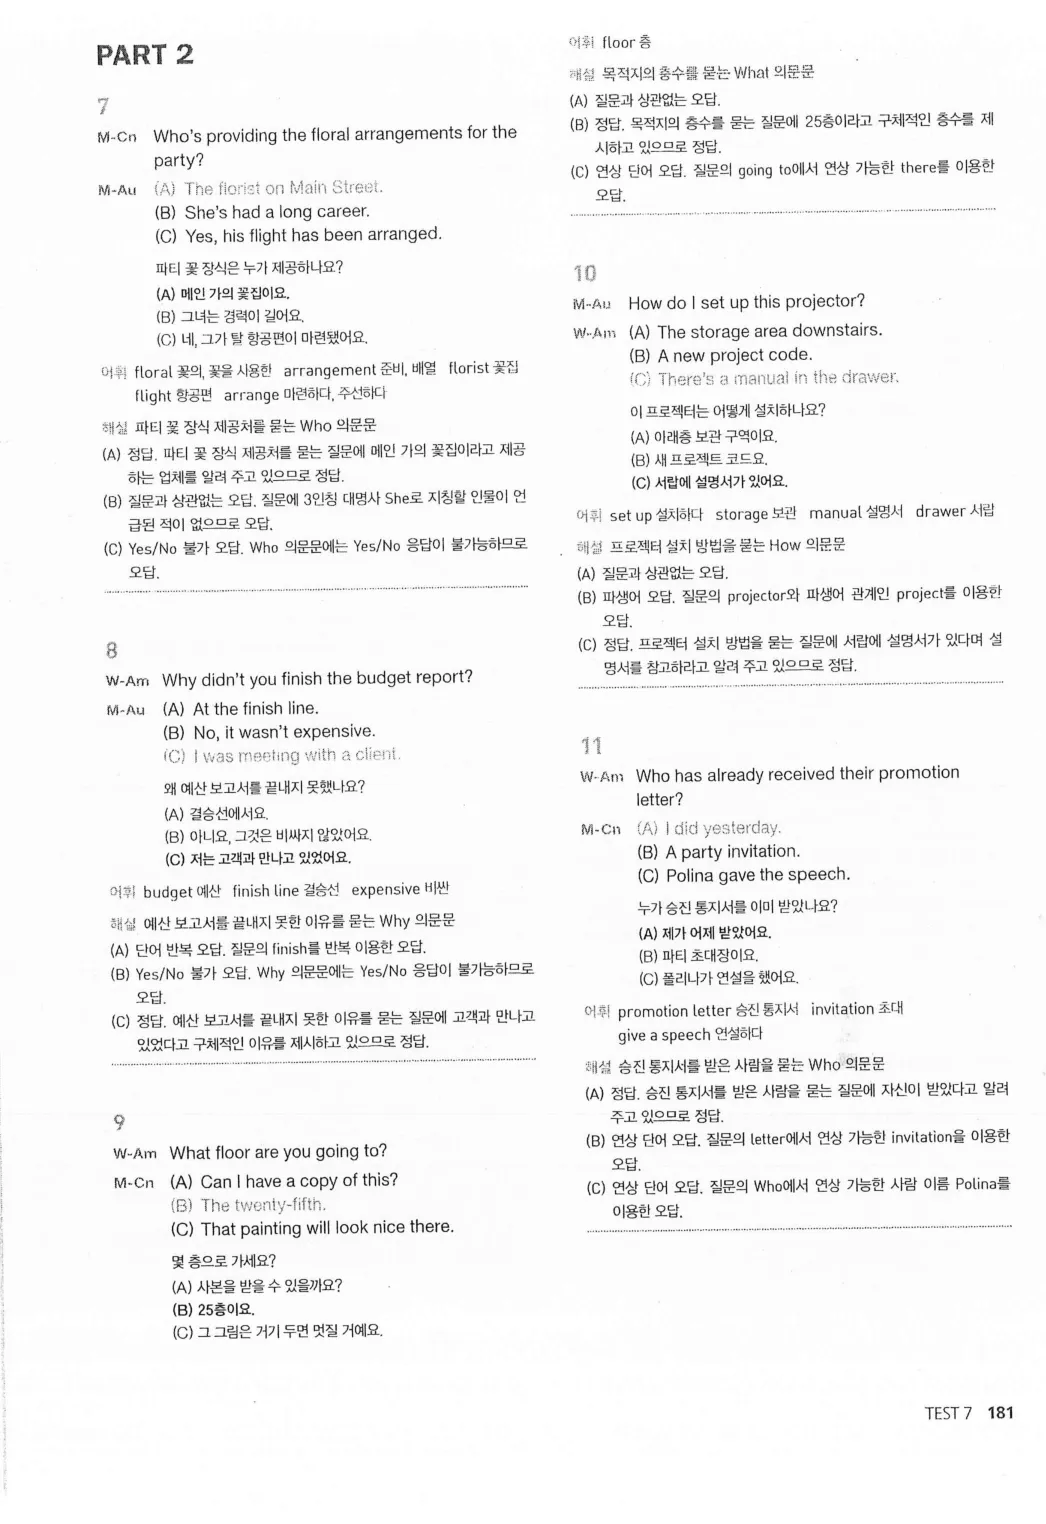 PART 2
7
M-Cn Who's providing the floral arrangements for the
party?
M-Au (A) The florist on Main Street.
(B) She's had a long career.
(C) Yes, his flight has been arranged.
파티 꽃 장식은 누가 제공하나요?
(A) 메인 가의 꽃집이요.
(B) 그녀는 경력이 길어요.
(C) 네, 그가 탈 항공편이 마련됐어요.
어휘 floral 꽃의, 꽃을 사용한 arrangement 준비, 배열 florist 꽃집
flight 항공편 arrange 마련하다, 주선하다
해설 파티 꽃 장식 제공처를 묻는 Who 의문문
(A) 정답. 파티 꽃 장식 제공처를 묻는 질문에 메인 가의 꽃집이라고 제공
하는 업체를 알려 주고 있으므로 정답.
(B) 질문과 상관없는 오답. 질문에 3인칭 대명사 She로 지칭할 인물이 언
급된 적이 없으므로 오답.
(C) Yes/No 불가 오답. Who 의문문에는 Yes/No 응답이 불가능하므로
오답.
8
W-Am Why didn't you finish the budget report?
M-Au (A) At the finish line.
(B) No, it wasn't expensive.
(C) I was meeting with a client.
왜 예산 보고서를 끝내지 못했나요?
(A) 결승선에서요.
(B) 아니요, 그것은 비싸지 않았어요.
(C) 저는 고객과 만나고 있었어요.
어휘 budget 예산 finish line 결승선 expensive 비싼
해설 예산 보고서를 끝내지 못한 이유를 묻는 Why 의문문
(A) 단어 반복 오답. 질문의 finish를 반복 이용한 오답.
(B) Yes/No 불가 오답. Why 의문문에는 Yes/No 응답이 불가능하므로
오답.
(C) 정답. 예산 보고서를 끝내지 못한 이유를 묻는 질문에 고객과 만나고
있었다고 구체적인 이유를 제시하고 있으므로 정답.
9
W-Am What floor are you going to?
M-Cn (A) Can I have a copy of this?
(B) The twenty-fifth.
(C) That painting will look nice there.
몇 층으로 가세요?
(A) 사본을 받을 수 있을까요?
(B) 25층이요.
(C) 그 그림은 거기 두면 멋질 거예요.
어휘 floor 층
해설 목적지의 층수를 묻는 What 의문문
(A) 질문과 상관없는 오답.
(B) 정답. 목적지의 층수를 묻는 질문에 25층이라고 구체적인 층수를 제
시하고 있으므로 정답.
(C) 연상 단어 오답. 질문의 going to에서 연상 가능한 there를 이용한
오답.
10
M-Au How do I set up this projector?
W-Am (A) The storage area downstairs.
(B) A new project code.
(C) There's a manual in the drawer.
이 프로젝터는 어떻게 설치하나요?
(A) 아래층 보관 구역이요.
(B) 새 프로젝트 코드요.
(C) 서랍에 설명서가 있어요.
어휘 set up 설치하다 storage 보관 manual 설명서 drawer 서랍
해설 프로젝터 설치 방법을 묻는 How 의문문
(A) 질문과 상관없는 오답.
(B) 파생어 오답. 질문의 projector와 파생어 관계인 project를 이용한
오답.
(C) 정답. 프로젝터 설치 방법을 묻는 질문에 서랍에 설명서가 있다며 설
명서를 참고하라고 알려 주고 있으므로 정답.
11
W-Am Who has already received their promotion
letter?
M-Cn (A) I did yesterday.
(B) A party invitation.
(C) Polina gave the speech.
누가 승진 통지서를 이미 받았나요?
(A) 제가 어제 받았어요.
(B) 파티 초대장이요.
(C) 폴리나가 연설을 했어요.
어휘 promotion letter 승진 통지서 invitation 초대
give a speech 연설하다
해설 승진 통지서를 받은 사람을 묻는 Who 의문문
(A) 정답. 승진 통지서를 받은 사람을 묻는 질문에 자신이 받았다고 알려
주고 있으므로 정답.
(B) 연상 단어 오답. 질문의 letter에서 연상 가능한 invitation을 이용한
오답.
(C) 연상 단어 오답. 질문의 Who에서 연상 가능한 사람 이름 Polina를
이용한 오답.
TEST 7 181